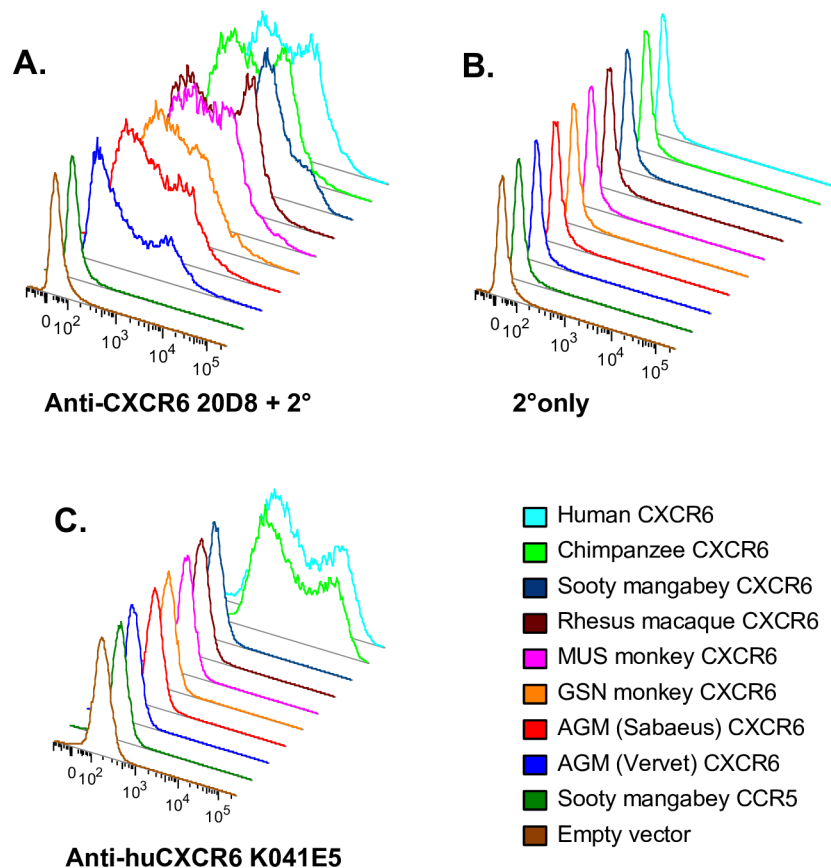 A.
B.
0 10² 10³ 10⁴ 10⁵
0 10² 10³ 10⁴ 10⁵
Anti-CXCR6 20D8 + 2°
2°only
C.
0 10² 10³ 10⁴ 10⁵
Anti-huCXCR6 K041E5
Human CXCR6
Chimpanzee CXCR6
Sooty mangabey CXCR6
Rhesus macaque CXCR6
MUS monkey CXCR6
GSN monkey CXCR6
AGM (Sabaeus) CXCR6
AGM (Vervet) CXCR6
Sooty mangabey CCR5
Empty vector